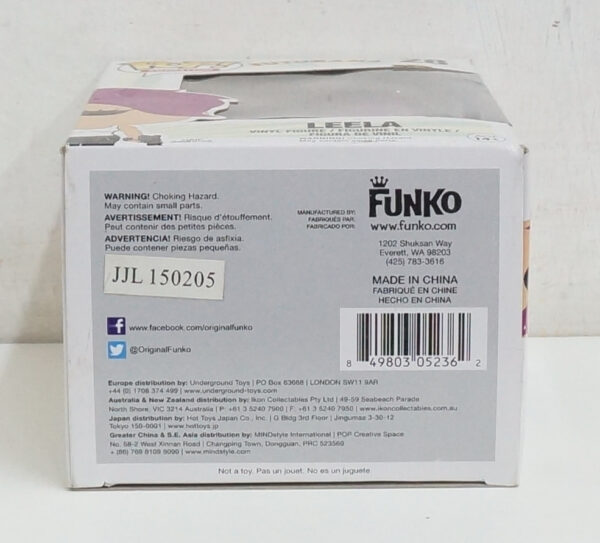 28
LEELA
VINYL FIGURE / FIGURINE EN VINYLE /
FIGURA DE VINIL
WARNING! Choking Hazard.
May contain small parts.
AVERTISSEMENT! Risque d'étouffement.
Peut contenir des petites pièces.
ADVERTENCIA! Riesgo de asfixia.
Puede contener piezas pequeñas.
JJL 150205
www.facebook.com/originalfunko
@OriginalFunko
MANUFACTURED BY:
FABRIQUÉS PAR:
FABRICADO POR:
FUNKO
www.funko.com
1202 Shuksan Way
Everett, WA 98203
(425) 783-3616
MADE IN CHINA
FABRIQUÉ EN CHINE
HECHO EN CHINA
8 49803 05236 2
Europe distribution by: Underground Toys | PO Box 63668 | LONDON SW11 9AR
+44 (0) 1708 374 499 | www.underground-toys.com
Australia & New Zealand distribution by: Ikon Collectables Pty Ltd | 49-59 Seabeach Parade
North Shore, VIC 3214 Australia | P: +61 3 5240 7900 | F: +61 3 5240 7950 | www.ikoncollectables.com.au
Japan distribution by: Hot Toys Japan Co., Inc. | G Bldg 3rd Floor | Jingumae 3-30-12
Tokyo 150-0001 | www.hottoys.jp
Greater China & S.E. Asia distribution by: MINDstyle International | POP Creative Space
No. 68-2 West Xinnan Road | Changping Town, Dongguan, PRC 523560
+ (86) 769 8108 9090 | www.mindstyle.com
Not a toy. Pas un jouet. No es un juguete.